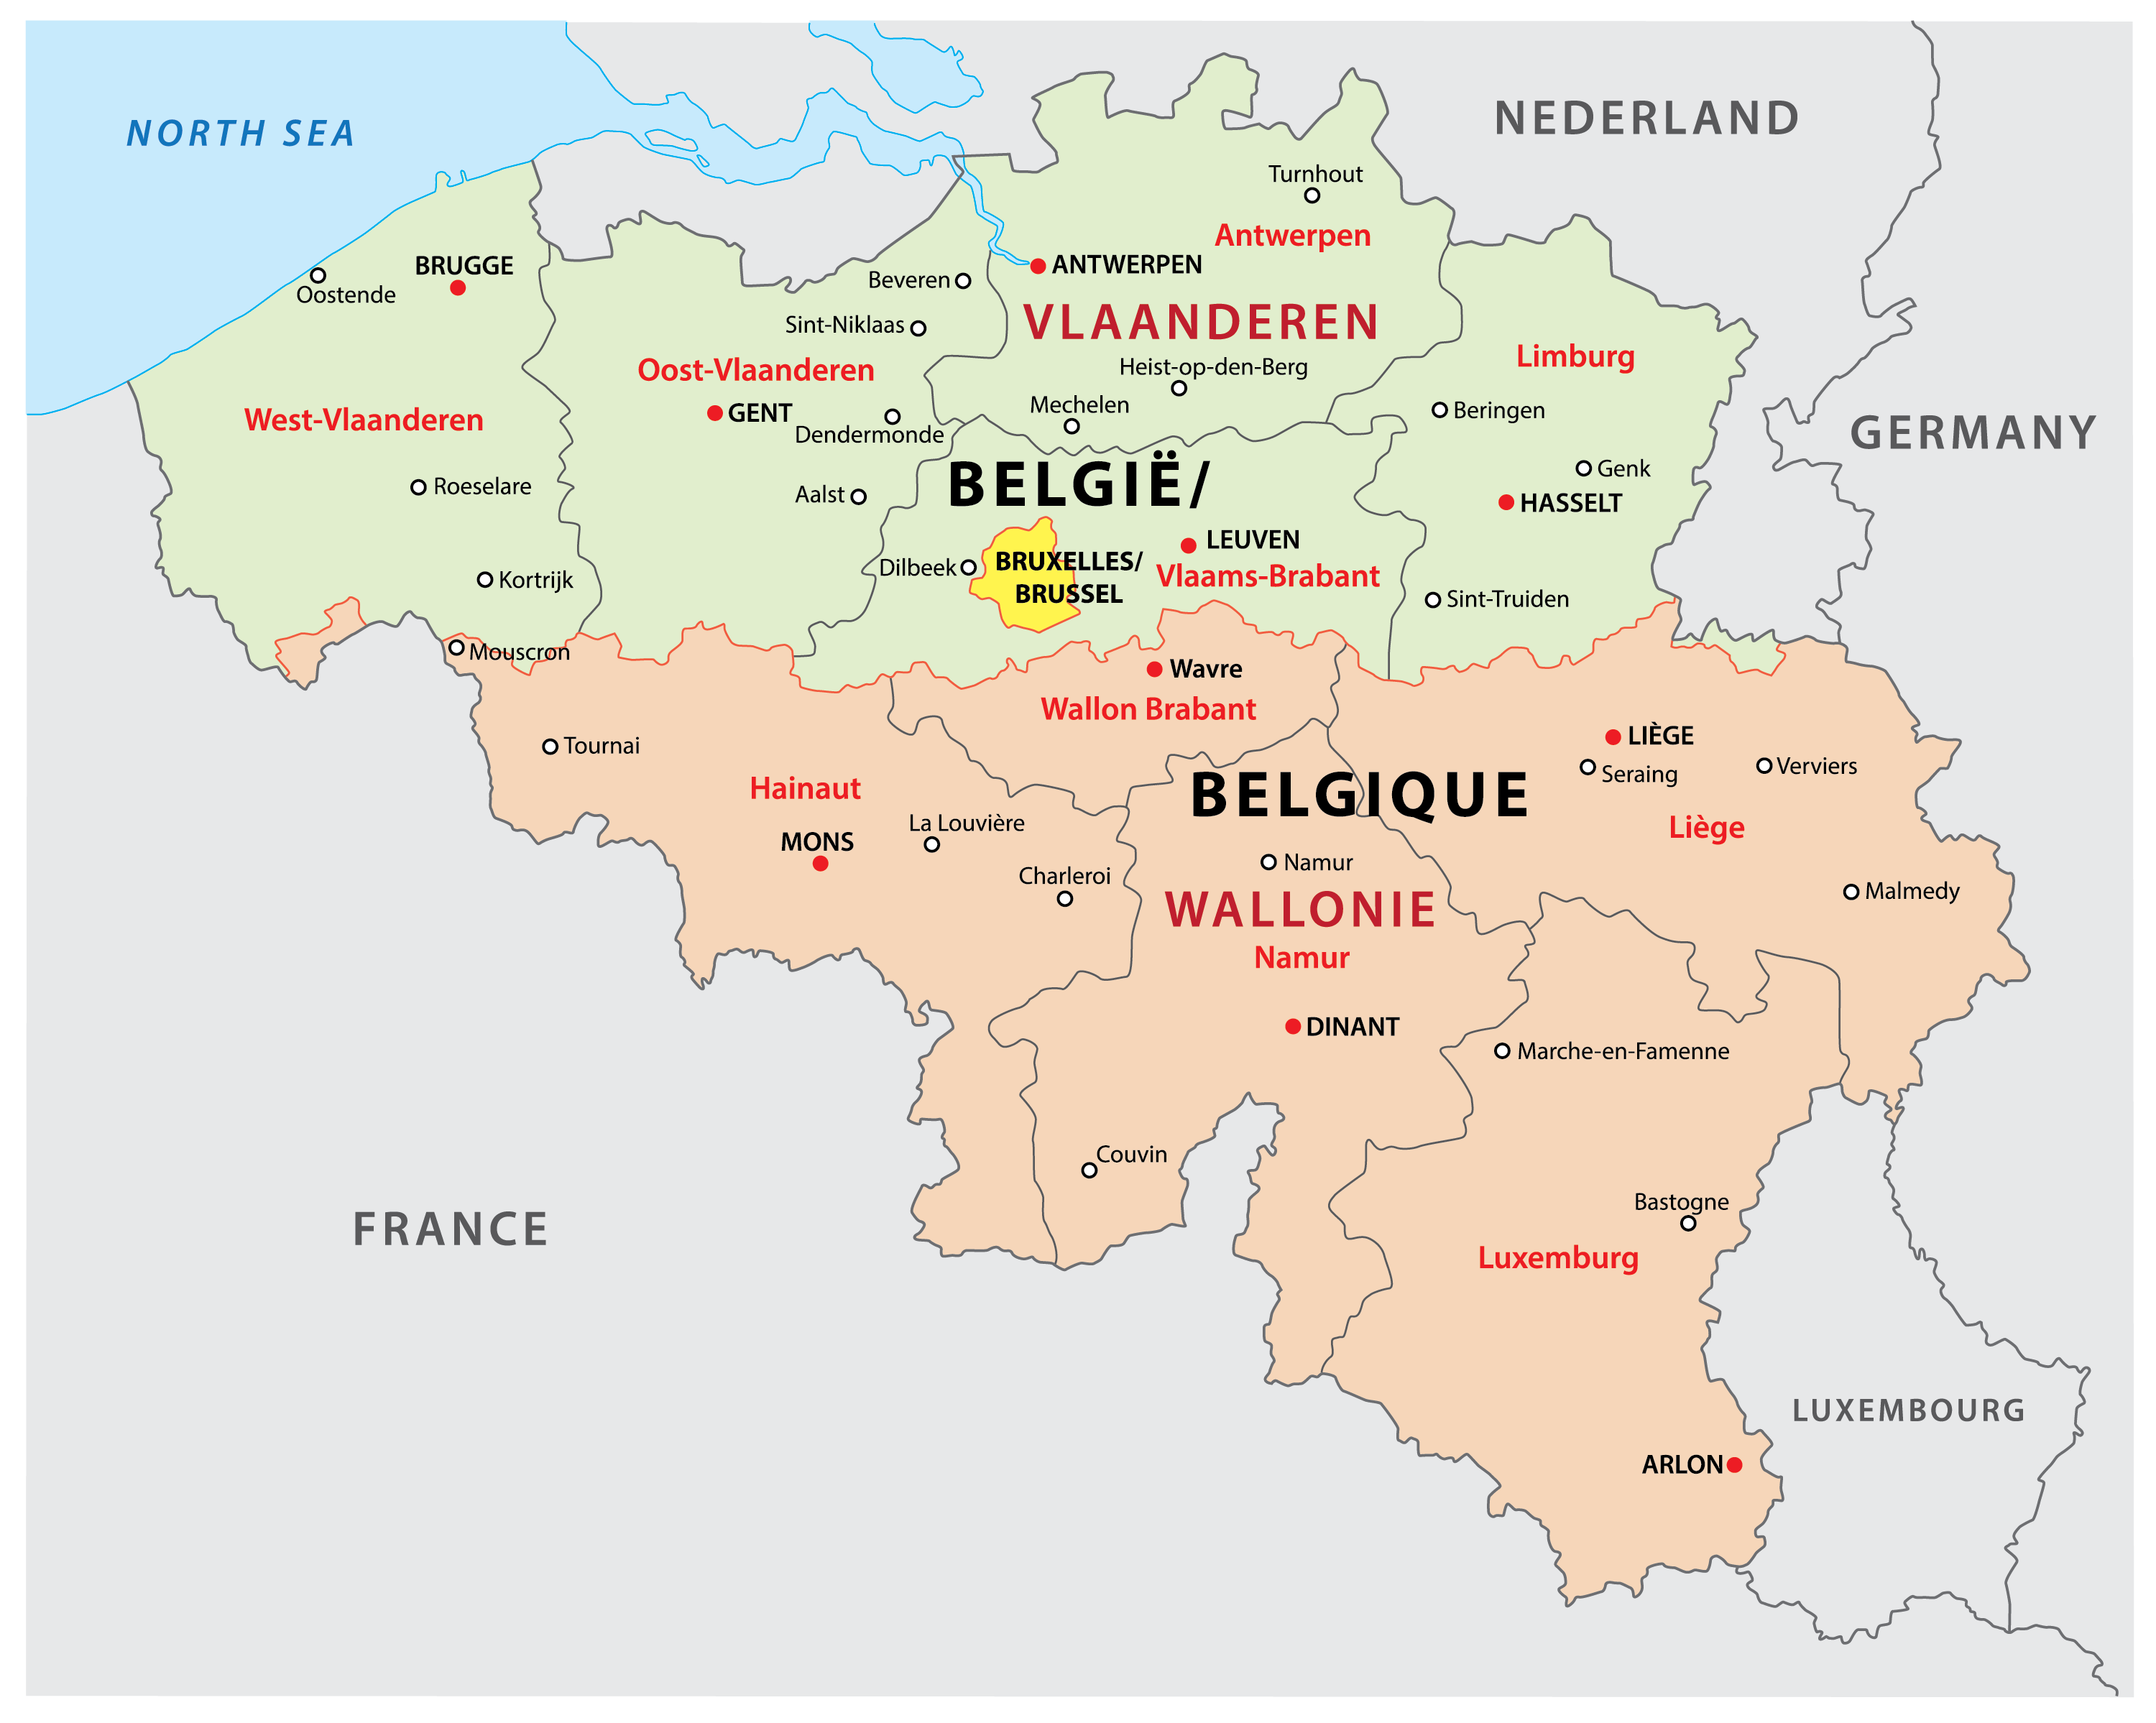 NORTH SEA
NEDERLAND
Turnhout
Antwerpen
BRUGGE
Oostende
Beveren
ANTWERPEN
Sint-Niklaas
VLAANDEREN
Oost-Vlaanderen
Heist-op-den-Berg
Limburg
West-Vlaanderen
GENT
Mechelen
Beringen
GERMANY
Dendermonde
Roeselare
Aalst
BELGIË/
Genk
HASSELT
LEUVEN
Dilbeek
BRUXELLES/
BRUSSEL
Vlaams-Brabant
Kortrijk
Sint-Truiden
Mouscron
Wavre
Wallon Brabant
Tournai
LIÈGE
Seraing
Verviers
Hainaut
BELGIQUE
La Louvière
Liège
MONS
Charleroi
Namur
Malmedy
WALLONIE
Namur
DINANT
Marche-en-Famenne
Couvin
Bastogne
FRANCE
Luxemburg
LUXEMBOURG
ARLON